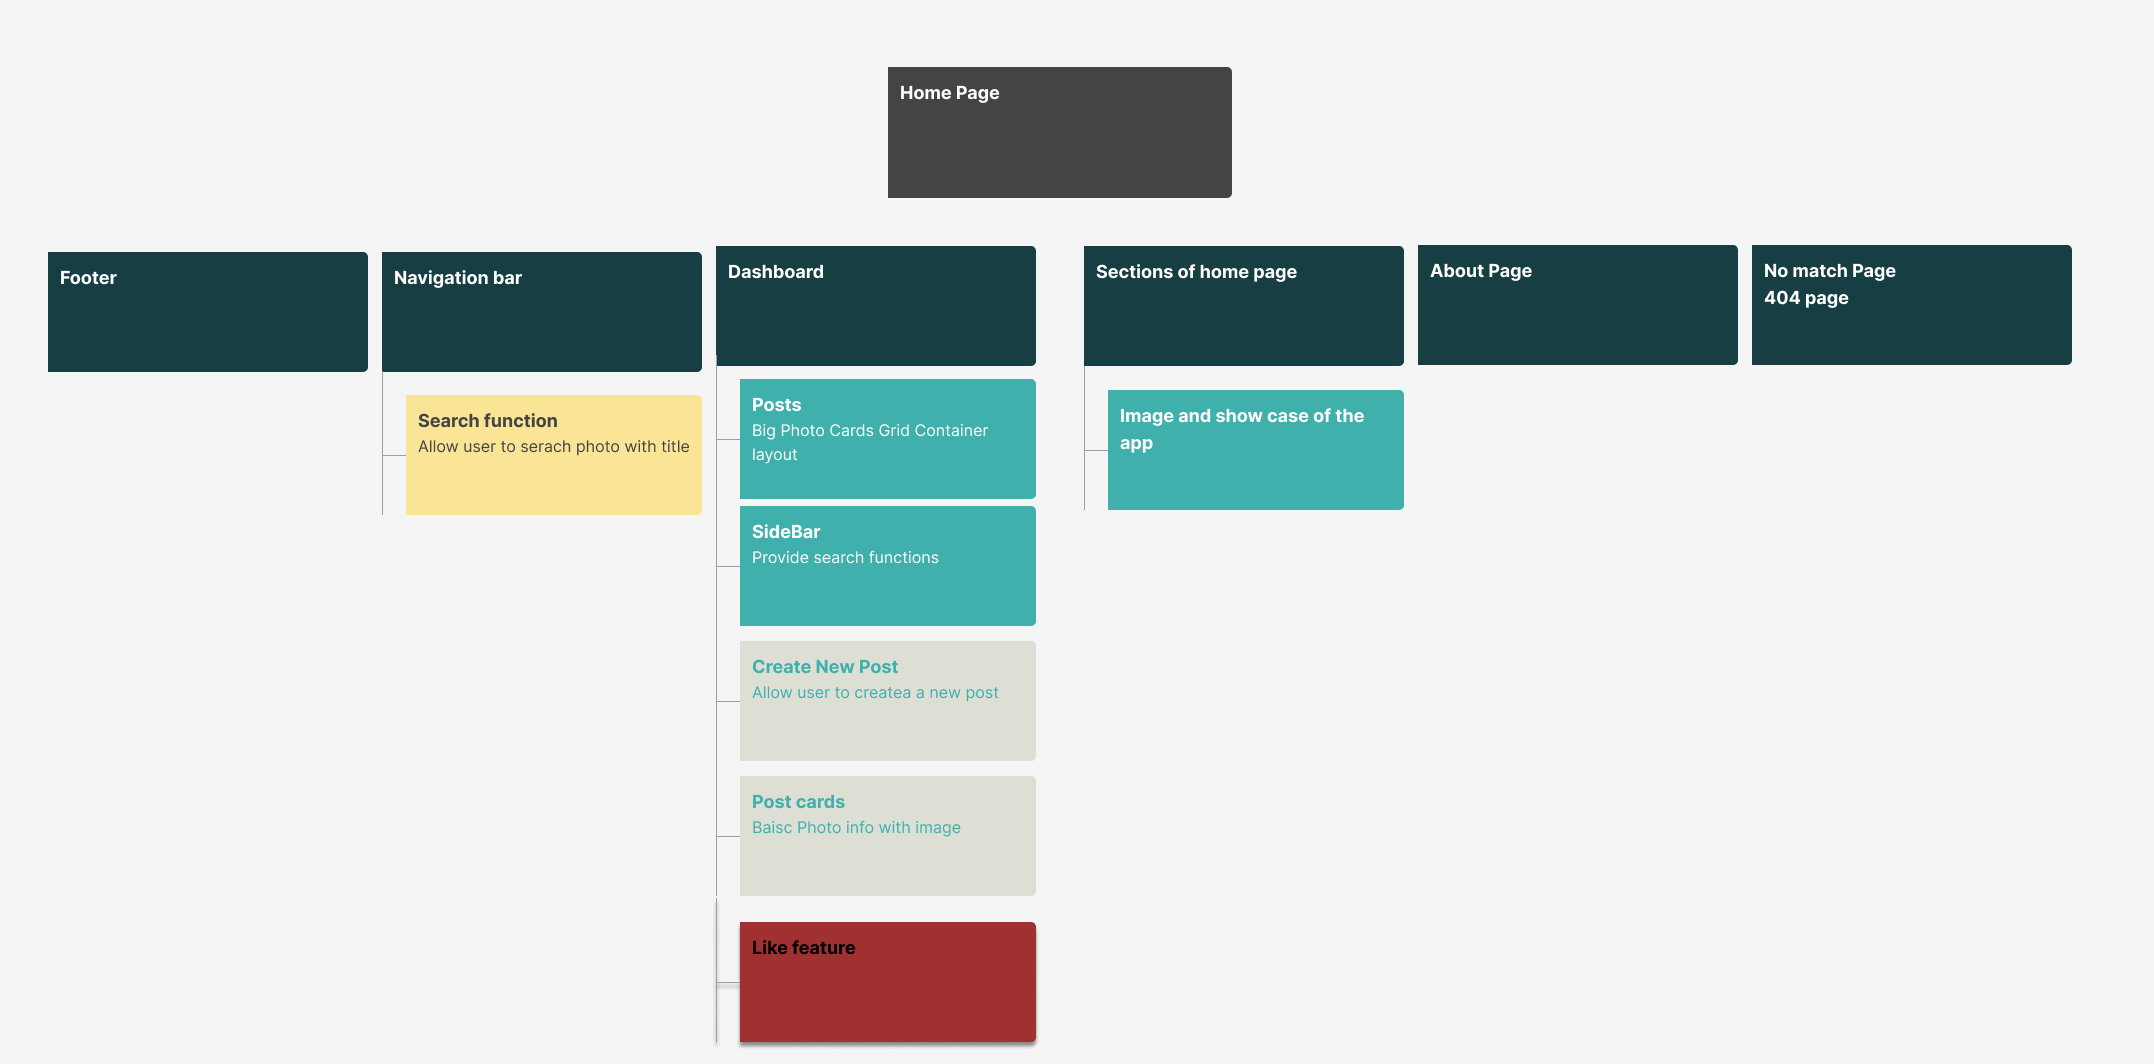 Home Page
Footer
Navigation bar
Search function
Allow user to serach photo with title
Dashboard
Posts
Big Photo Cards Grid Container
layout
SideBar
Provide search functions
Create New Post
Allow user to createa a new post
Post cards
Baisc Photo info with image
Like feature
Sections of home page
Image and show case of the
app
About Page
No match Page
404 page